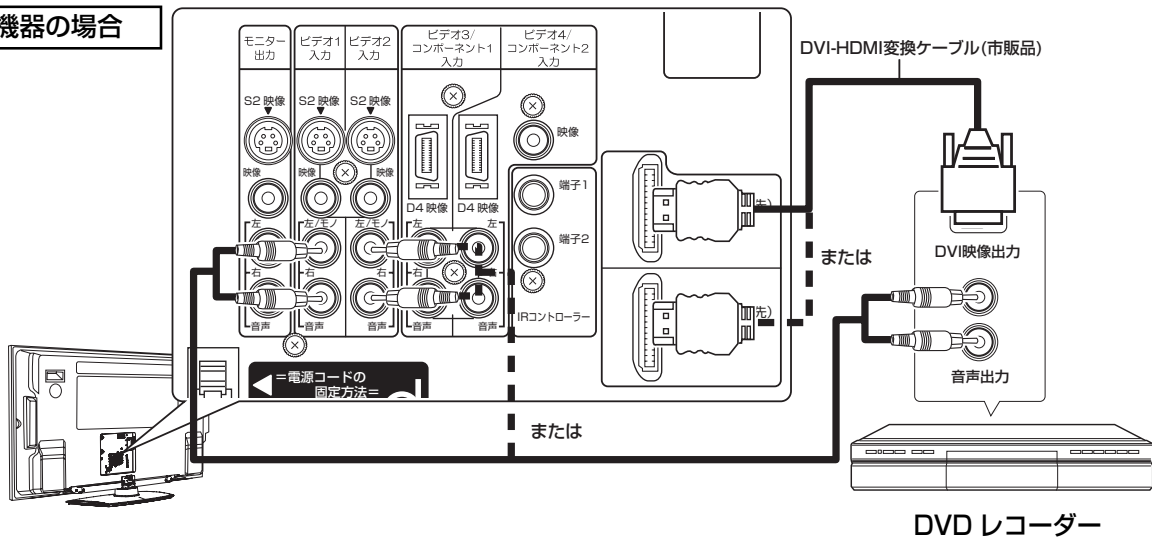 機器の場合
モニター
出力
ビデオ1
入力
ビデオ2
入力
ビデオ3/
コンポーネント1
入力
ビデオ4/
コンポーネント2
入力
S2 映像
S2 映像
S2 映像
映像
映像
映像
映像
D4 映像
D4 映像
端子1
端子2
IRコントローラー
左
左/モノ
左/モノ
左
左
右
右
右
右
音声
音声
音声
音声
音声
先)
先)
=電源コードの
固定方法=
DVI-HDMI変換ケーブル(市販品)
または
または
DVI映像出力
音声出力
DVD レコーダー